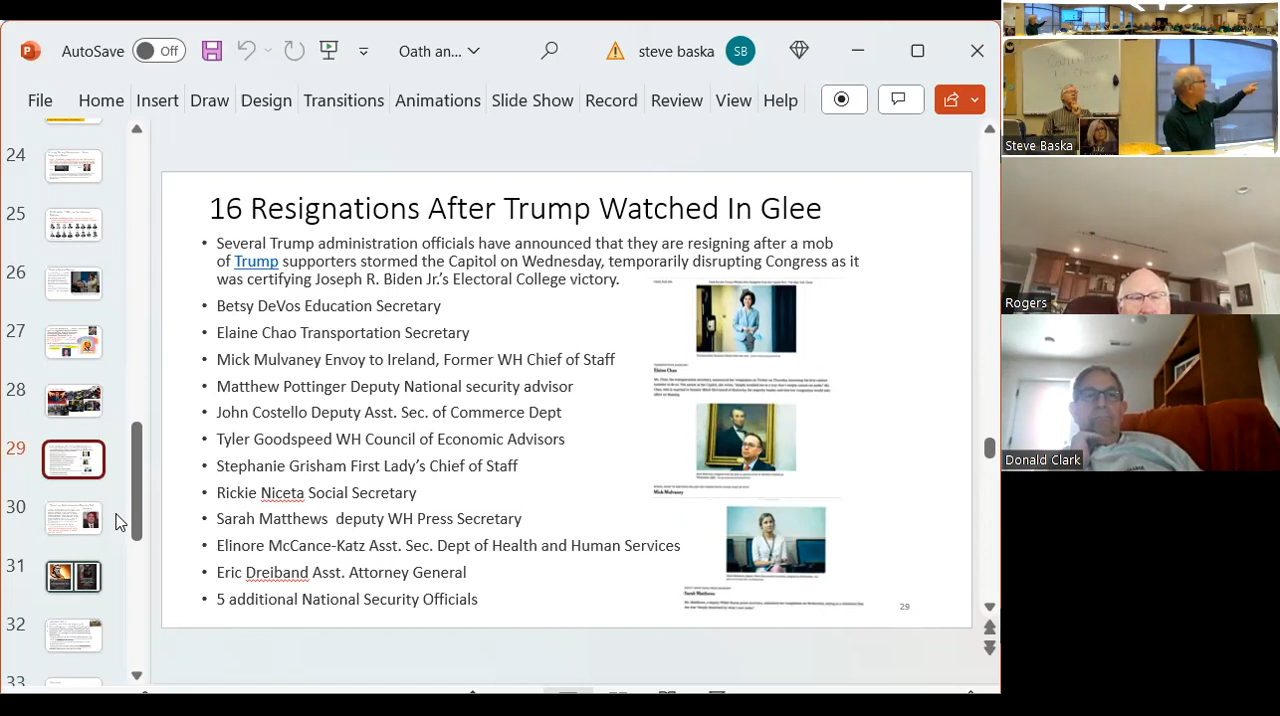 AutoSave Off Oath an... steve baska SB
File Home Insert Draw Design Transitions Animations Slide Show Record Review View Help
24
25
26
27
29
30
31
33
16 Resignations After Trump Watched In Glee
• Several Trump administration officials have announced that they are resigning after a mob
of Trump supporters stormed the Capitol on Wednesday, temporarily disrupting Congress as it
was certifying Joseph R. Biden Jr.'s Electoral College victory.
• Betsy DeVos Education Secretary
• Elaine Chao Transportation Secretary
• Mick Mulvaney Envoy to Ireland. Former WH Chief of Staff
• Mathew Pottinger Deputy national security advisor
• John Costello Deputy Asst. Sec. of Commerce Dept
• Tyler Goodspeed WH Council of Economic Advisors
• Stephanie Grisham First Lady's Chief of Staff
• Social Secretary
• Matthews Deputy WH Press Secretary
• Elinore McCance-Katz Asst. Sec. Dept of Health and Human Services
• Eric Dreiband Asst. Attorney General
• 5 additional National Security Officials
Elaine Chao
Mick Mulvaney
Sarah Matthews
29
Steve Baska
Rogers
Donald Clark